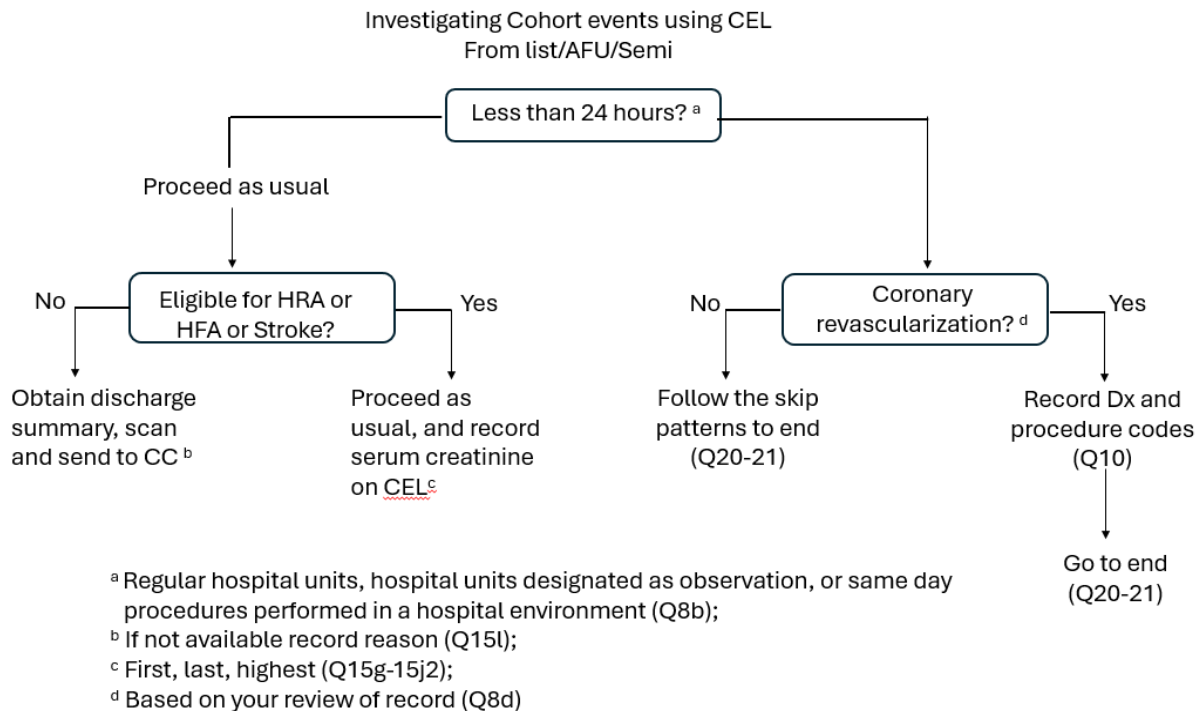 Investigating Cohort events using CEL
From list/AFU/Semi
Less than 24 hours? ᵃ
Proceed as usual
No
Eligible for HRA or
HFA or Stroke?
Yes
No
Coronary
revascularization? ᵈ
Yes
Obtain discharge
summary, scan
and send to CC ᵇ
Proceed as
usual, and record
serum creatinine
on CELᶜ
Follow the skip
patterns to end
(Q20-21)
Record Dx and
procedure codes
(Q10)
Go to end
(Q20-21)
ᵃ Regular hospital units, hospital units designated as observation, or same day
procedures performed in a hospital environment (Q8b);
ᵇ If not available record reason (Q15l);
ᶜ First, last, highest (Q15g-15j2);
ᵈ Based on your review of record (Q8d)